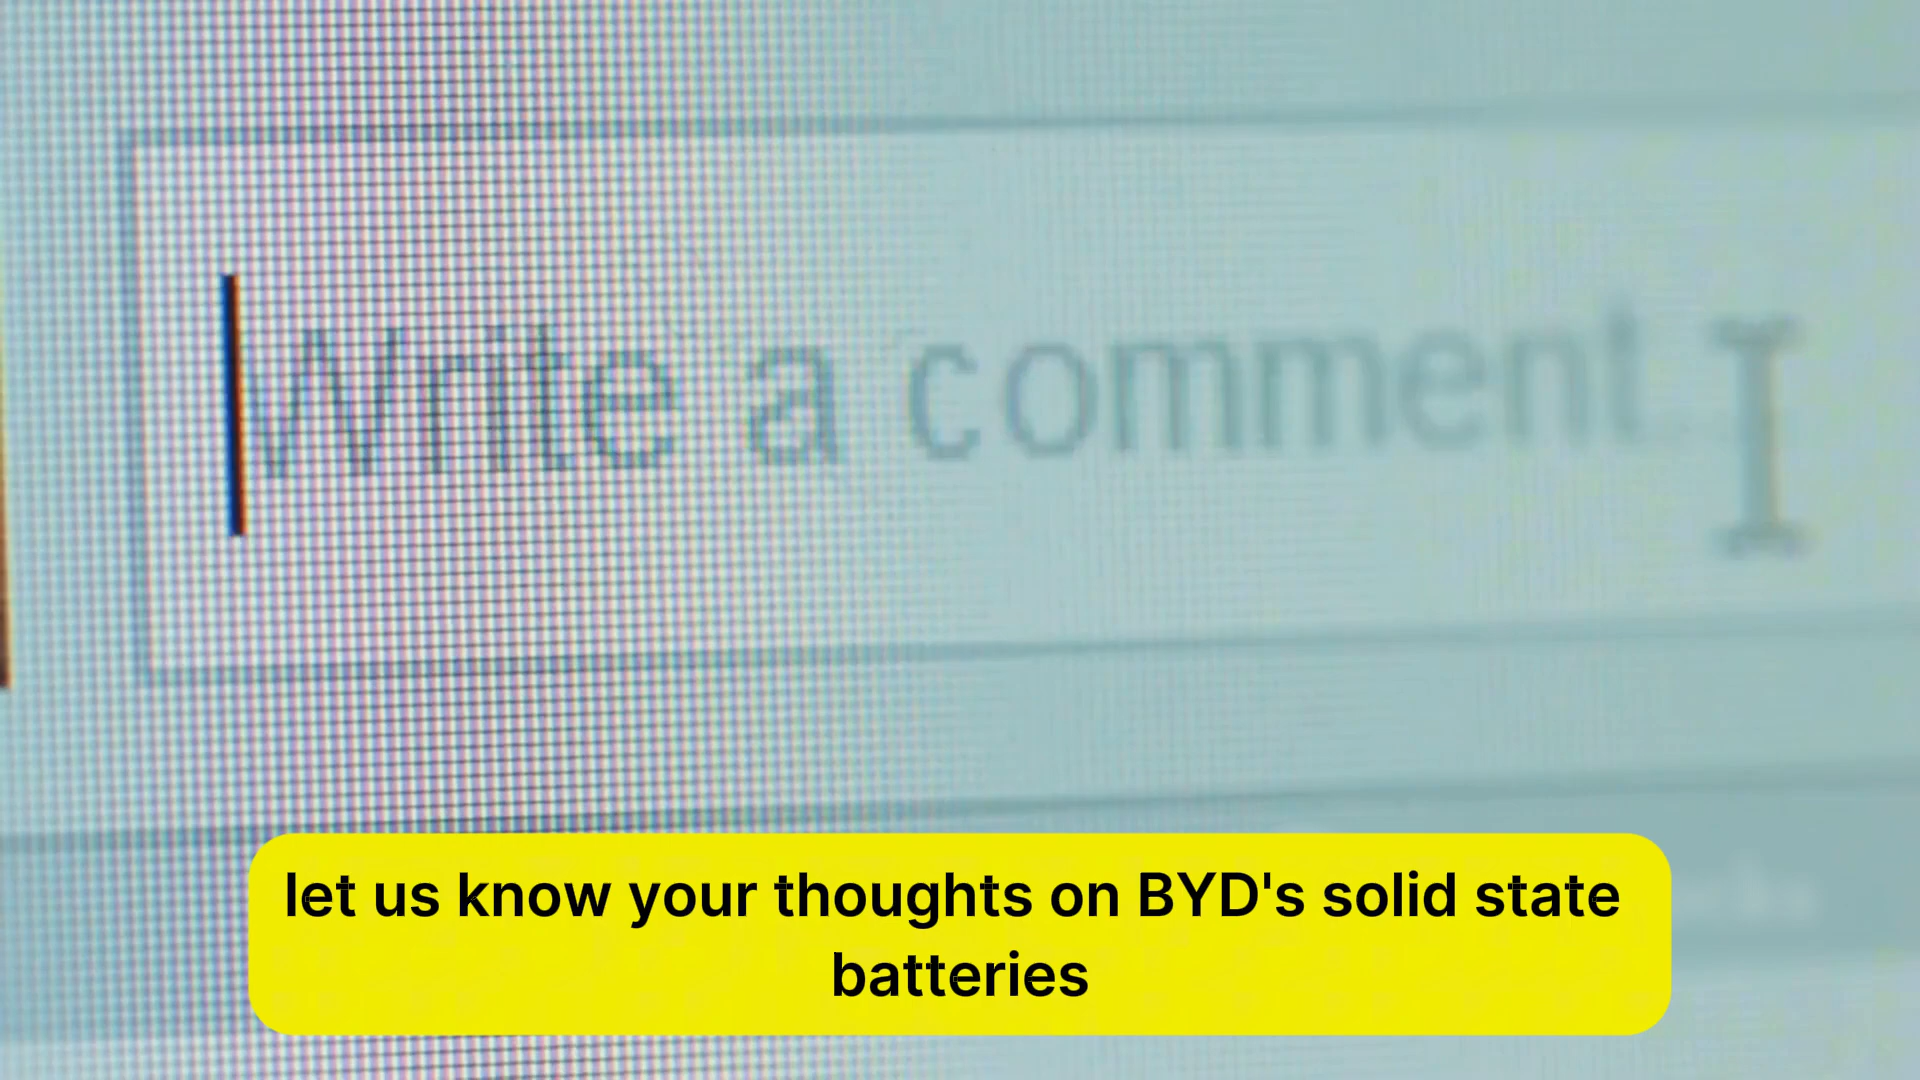 Write a comment
let us know your thoughts on BYD's solid state
batteries